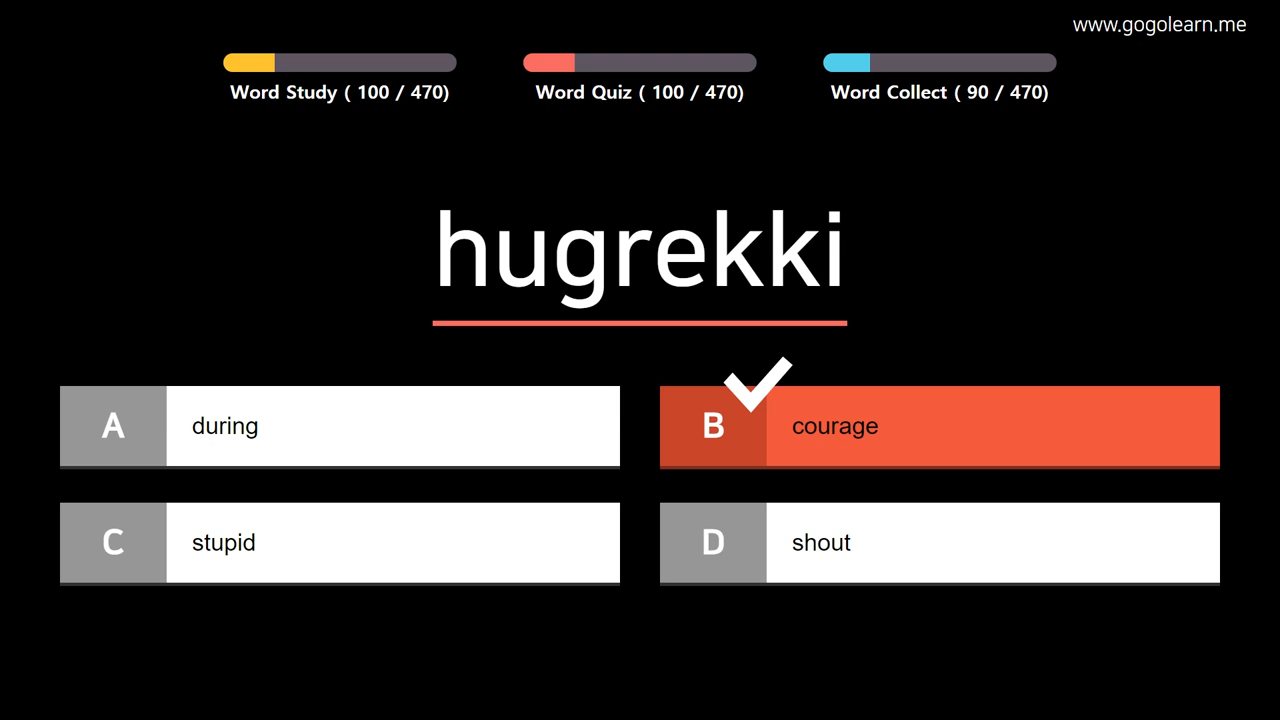 www.gogolearn.me
Word Study ( 100 / 470)
Word Quiz ( 100 / 470)
Word Collect ( 90 / 470)
hugrekki
A during
B courage
C stupid
D shout